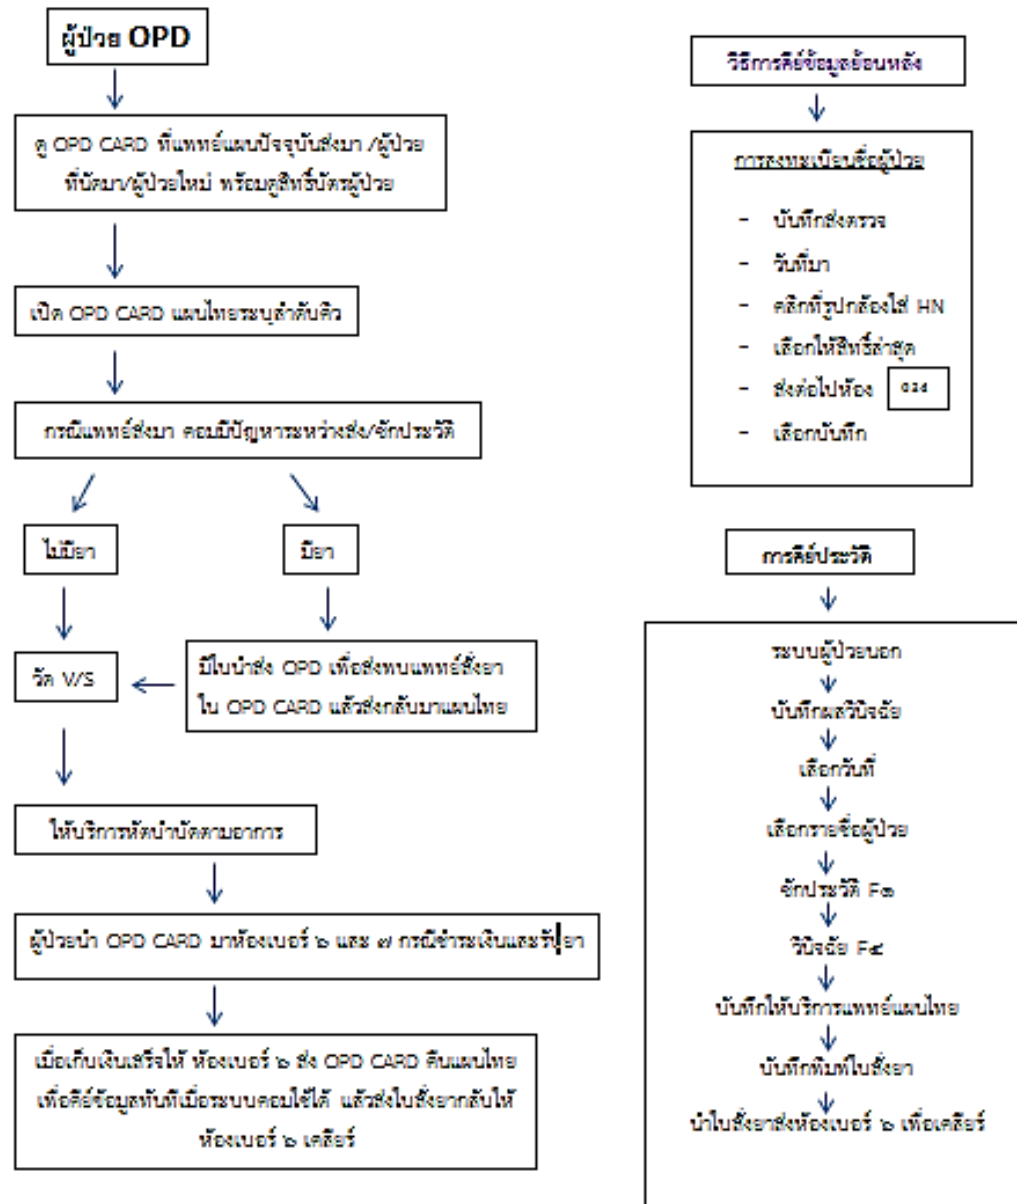 ผู้ป่วย OPD
ดู OPD CARD ที่แพทย์แผนปัจจุบันส่งมา /ผู้ป่วย
ที่นัดมา/ผู้ป่วยใหม่ พร้อมดูสิทธิ์บัตรผู้ป่วย
เปิด OPD CARD แผนไทยระบุลำดับคิว
กรณีแพทย์ส่งมา คอมมีปัญหาระหว่างส่ง/ซักประวัติ
ไม่มียา
มียา
วัด V/S
มีใบนำส่ง OPD เพื่อส่งพบแพทย์สั่งยา
ใน OPD CARD แล้วส่งกลับมาแผนไทย
ให้บริการหัตบำบัดตามอาการ
ผู้ป่วยนำ OPD CARD มาห้องเบอร์ ๒ และ ๗ กรณีชำระเงินและรับยา
เมื่อเก็บเงินเสร็จให้ ห้องเบอร์ ๒ ส่ง OPD CARD คืนแผนไทย
เพื่อคีย์ข้อมูลทันทีเมื่อระบบคอมใช้ได้ แล้วส่งใบสั่งยากลับให้
ห้องเบอร์ ๒ เคลียร์
วิธีการคีย์ข้อมูลย้อนหลัง
การลงทะเบียนชื่อผู้ป่วย
- บันทึกส่งตรวจ
- วันที่มา
- คลิกที่รูปกล้องใส่ HN
- เลือกให้สิทธิ์ล่าสุด
- ส่งต่อไปห้อง
- เลือกบันทึก
การคีย์ประวัติ
ระบบผู้ป่วยนอก
บันทึกผลวินิจฉัย
เลือกวันที่
เลือกรายชื่อผู้ป่วย
ซักประวัติ F๑
วินิจฉัย F๕
บันทึกให้บริการแพทย์แผนไทย
บันทึกพิมพ์ใบสั่งยา
นำใบสั่งยาส่งห้องเบอร์ ๒ เพื่อเคลียร์